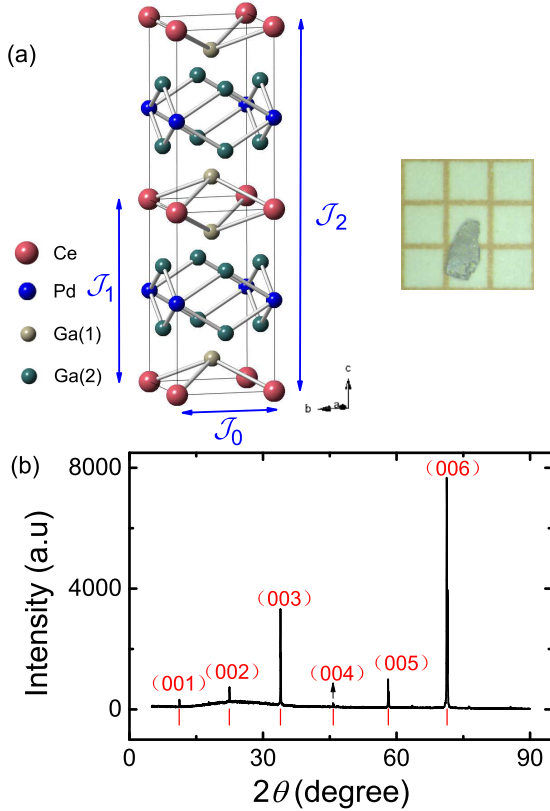 (a)
Ce
Pd
Ga(1)
Ga(2)
𝒥1
𝒥2
𝒥0
c
a
b
(b)
8000
4000
0
Intensity (a.u)
（001）
（002）
（003）
（004）
（005）
（006）
0
30
60
90
2θ (degree)